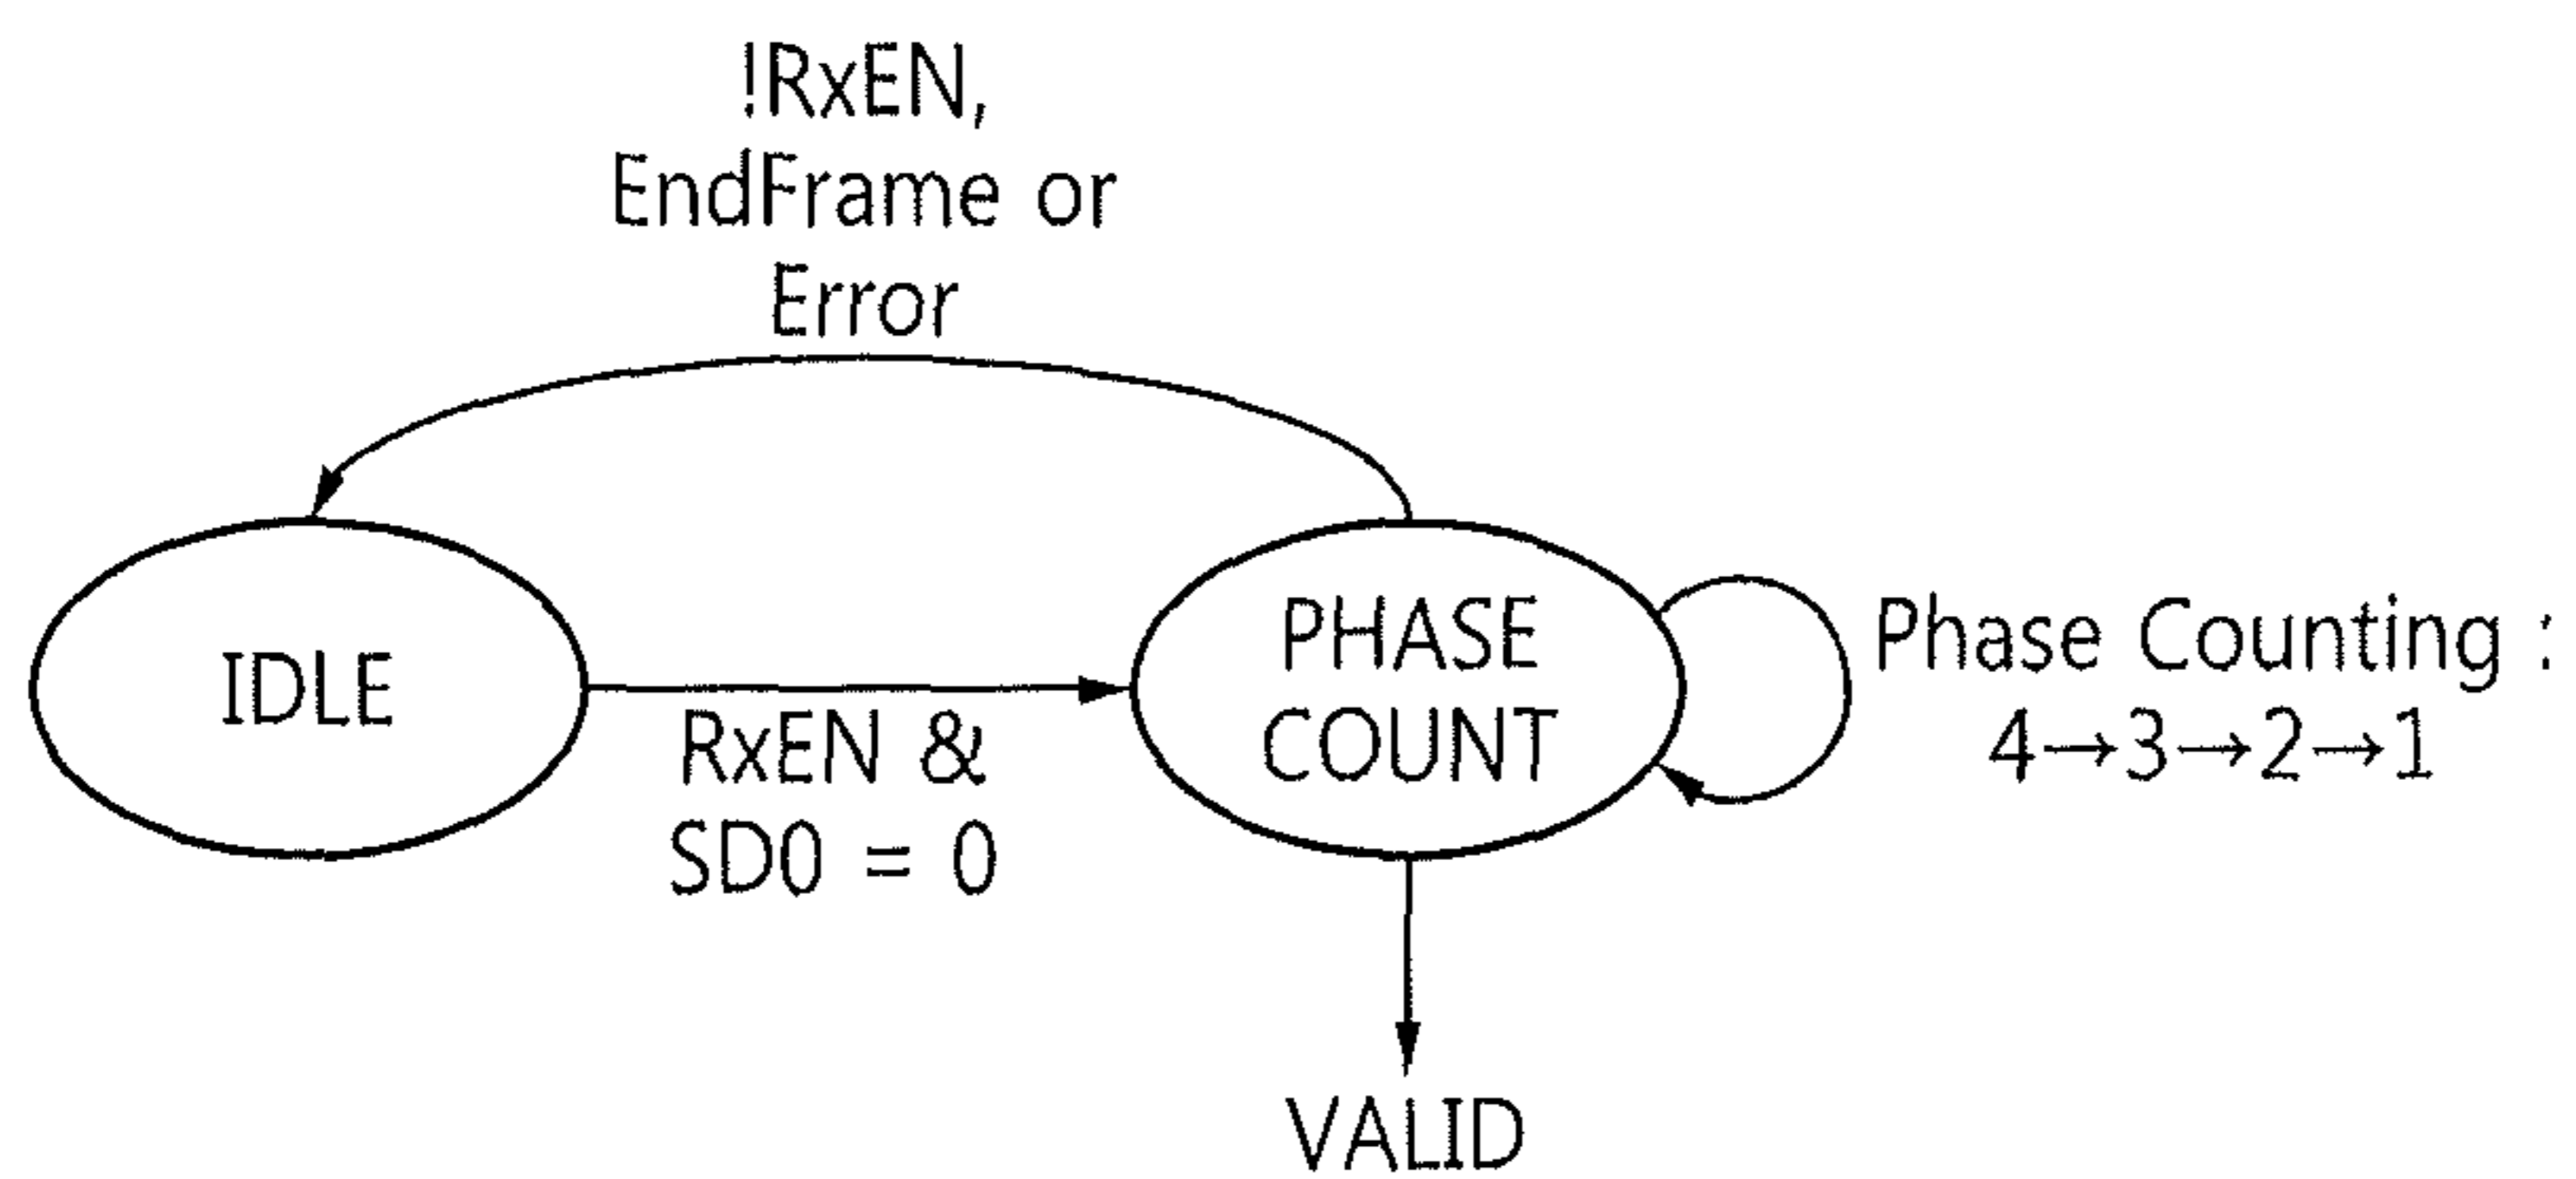 !RxEN,
EndFrame or
Error
IDLE
RxEN &
SD0 = 0
PHASE
COUNT
Phase Counting :
4→3→2→1
VALID